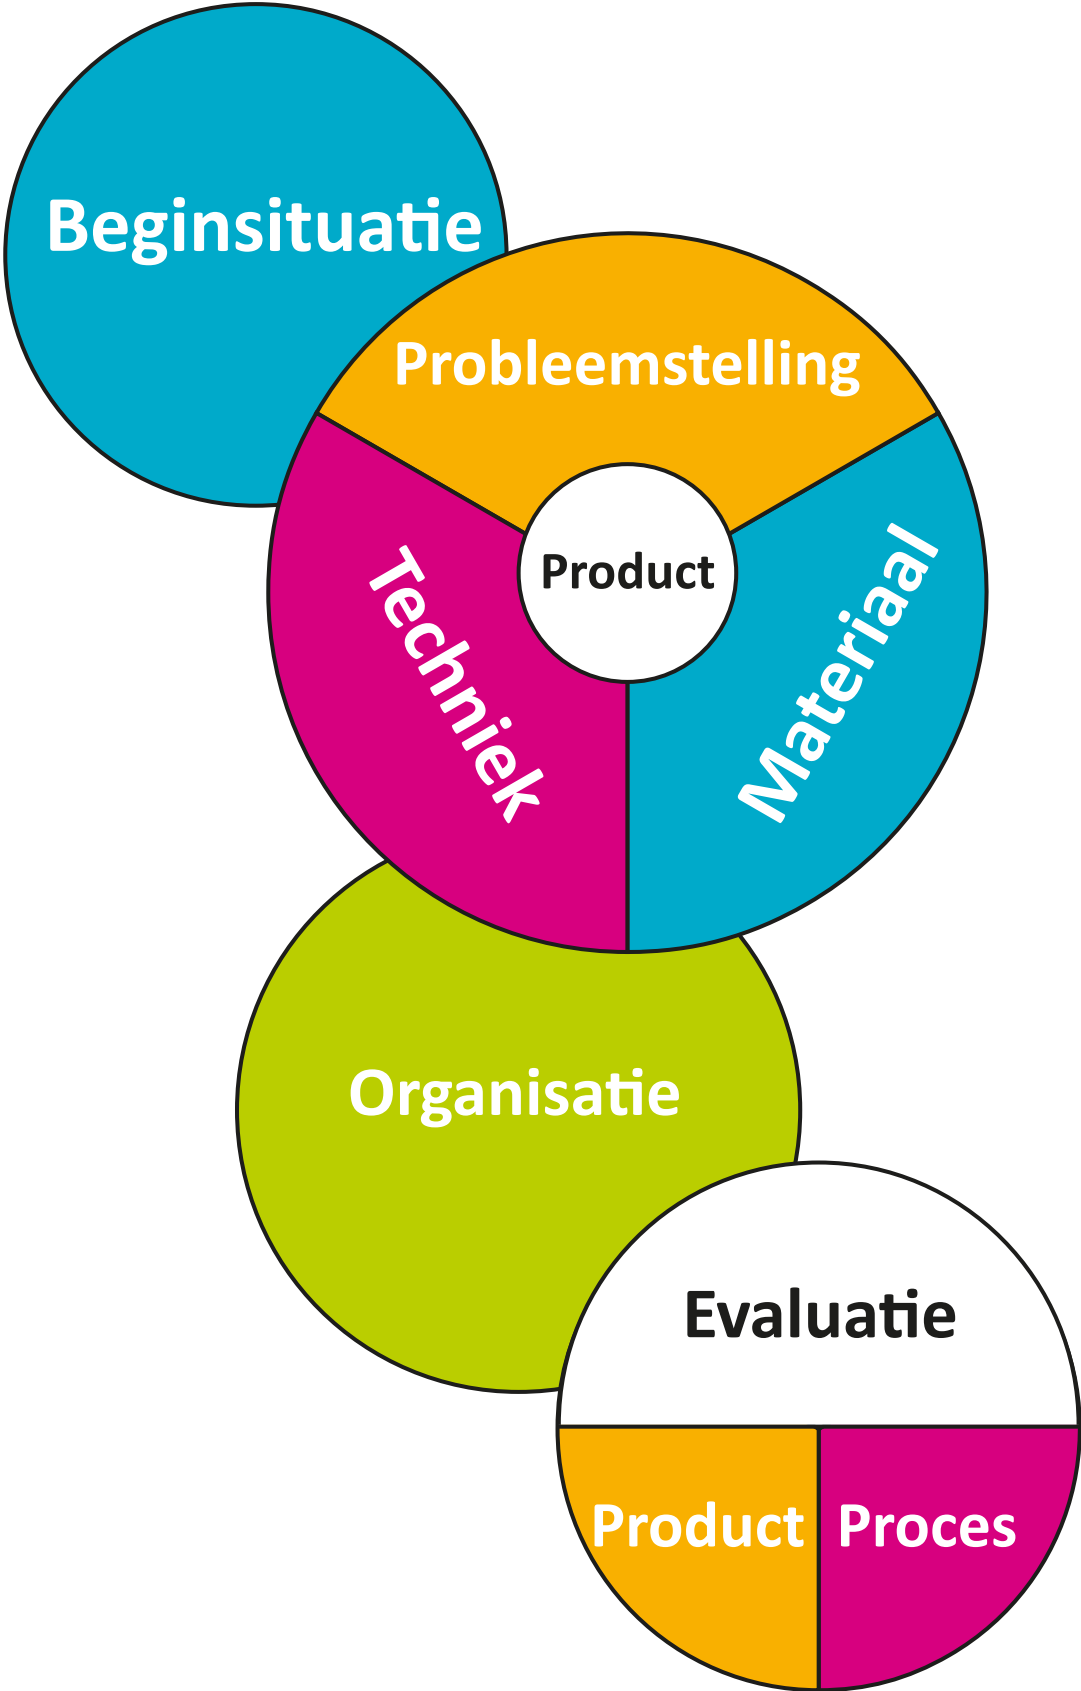 Beginsituatie
Probleemstelling
Product
Techniek
Materiaal
Organisatie
Evaluatie
Product
Proces